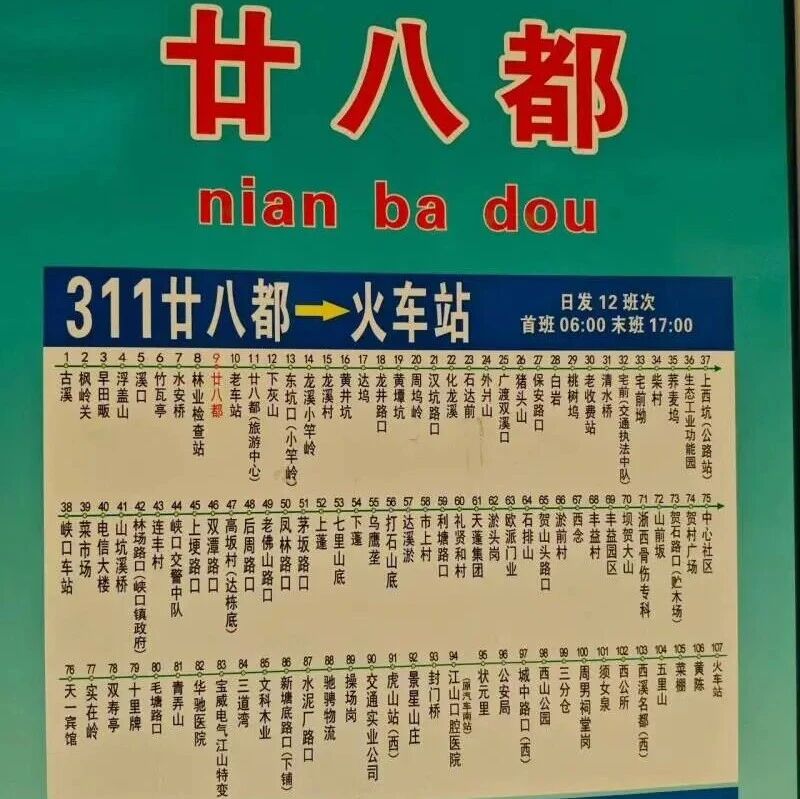 廿八都
nian ba dou
311廿八都→火车站
日发 12 班次
首班 06:00 末班 17:00
1 古溪
2 枫岭关
3 早田畈
4 浮盖山
5 溪口
6 竹瓦亭
7 水安桥
8 林业检查站
9 廿八都
10 老车站
11 廿八都(旅游中心)
12 下灰山
13 东坑口(小竿岭)
14 龙溪小竿岭
15 龙溪村
16 黄井坑
17 达坞
18 龙井路口
19 黄墰坑
20 周坞岭
21 汉坑路口
22 化龙溪
23 石达前
24 外爿山
25 广渡双溪口
26 猪头山
27 保安路口
28 白岩
29 桃树坞
30 老收费站
31 清水桥
32 宅前(交通执法中队)
33 宅前坳
34 柴村
35 荞麦坞
36 生态工业功能园
37 上西坑(公路站)
38 峡口车站
39 菜市场
40 电信大楼
41 山坑溪桥
42 林场路口(峡口镇政府)
43 连丰村
44 峡口交警中队
45 上埂路口
46 双潭路口
47 高坂村(达栋底)
48 后周路口
49 老佛山路口
50 凤林路口
51 茅坂路口
52 上蓬
53 七里山底
54 下蓬
55 乌鹰垄
56 打石山底
57 达溪淤
58 市上村
59 利塘路口
60 礼贤和村
61 天蓬集团
62 淤头岗
63 欧派门业
64 石排山
65 贺山头路口
66 淤前村
67 西念
68 丰益村
69 丰益园区
70 坝贺大山
71 浙西骨伤专科
72 山前坂
73 贺石路口(贮木场)
74 贺村广场
75 中心社区
76 天一宾馆
77 实在岭
78 双寿亭
79 十里牌
80 毛塘路口
81 青弄山
82 华驰医院
83 宝威电气江山特变
84 三道湾
85 文科木业
86 新塘底路口(下铺)
87 水泥厂路口
88 驰骋物流
89 操场岗
90 交通实业公司
91 虎山站(西)
92 景星山庄
93 封门桥
94 (原汽车南站)江山口腔医院
95 状元里
96 公安局
97 城中路口(西)
98 西山公园
99 三分仓
100 周男祠堂岗
101 须女泉
102 西公所
103 西溪名都(西)
104 五里山
105 菜棚
106 黄陈
107 火车站